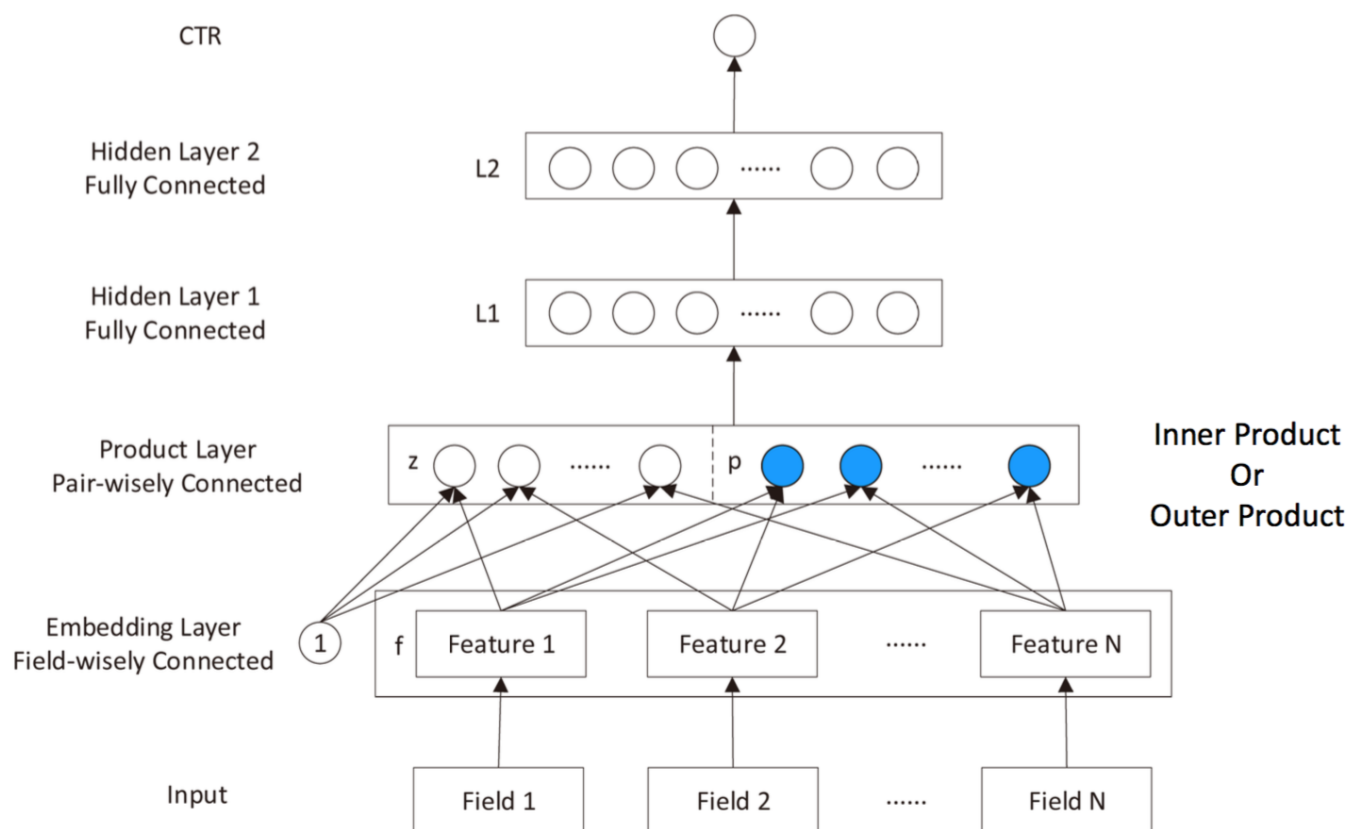 CTR
Hidden Layer 2
Fully Connected
L2
......
Hidden Layer 1
Fully Connected
L1
......
Product Layer
Pair-wisely Connected
z
......
p
......
Inner Product
Or
Outer Product
Embedding Layer
Field-wisely Connected
1
f
Feature 1
Feature 2
......
Feature N
Input
Field 1
Field 2
......
Field N